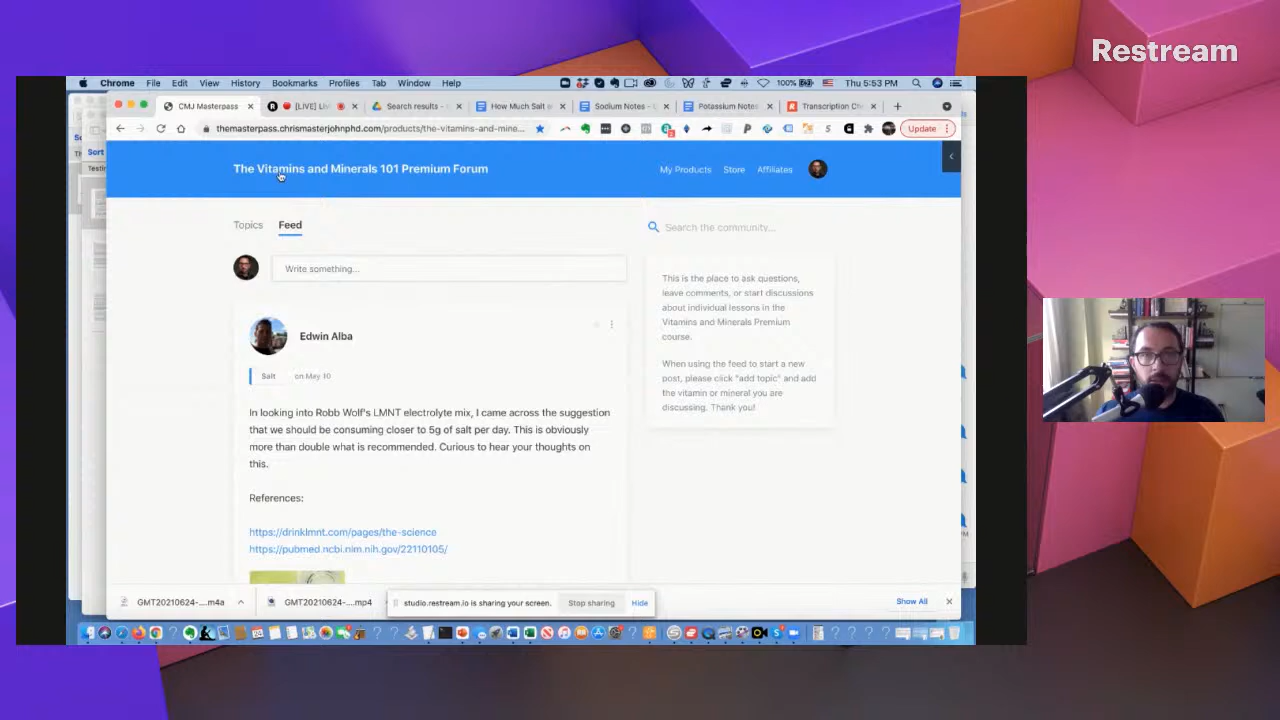 Restream
Chrome File Edit View History Bookmarks Profiles Tab Window Help
100% Thu 5:53 PM
CMJ Masterpass
[LIVE]
Search results -
How Much Salt
Sodium Notes -
Potassium Notes
Transcription
themasterpass.chrismasterjohnphd.com/products/the-vitamins-and-mine...
Update
Sort
The Vitamins and Minerals 101 Premium Forum
My Products Store Affiliates
Topics Feed
Search the community...
Write something...
This is the place to ask questions,
leave comments, or start discussions
about individual lessons in the
Vitamins and Minerals Premium
course.
When using the feed to start a new
post, please click "add topic" and add
the vitamin or mineral you are
discussing. Thank you!
Edwin Alba
Salt on May 10
In looking into Robb Wolf's LMNT electrolyte mix, I came across the suggestion
that we should be consuming closer to 5g of salt per day. This is obviously
more than double what is recommended. Curious to hear your thoughts on
this.
References:
https://drinklmnt.com/pages/the-science
https://pubmed.ncbi.nlm.nih.gov/22110105/
GMT20210624-....m4a
GMT20210624-....mp4
studio.restream.io is sharing your screen.
Stop sharing
Hide
Show All